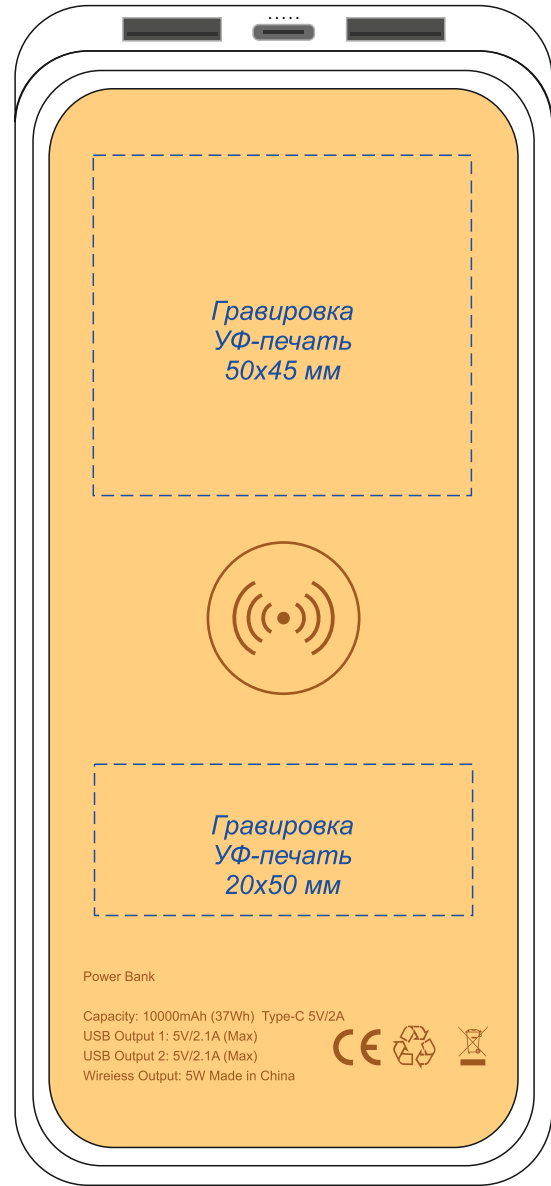 Гравировка
УФ-печать
50х45 мм
Гравировка
УФ-печать
20х50 мм
Power Bank
Capacity: 10000mAh (37Wh)  Type-C 5V/2A
USB Output 1: 5V/2.1A (Max)
USB Output 2: 5V/2.1A (Max)
Wireiess Output: 5W Made in China
CE